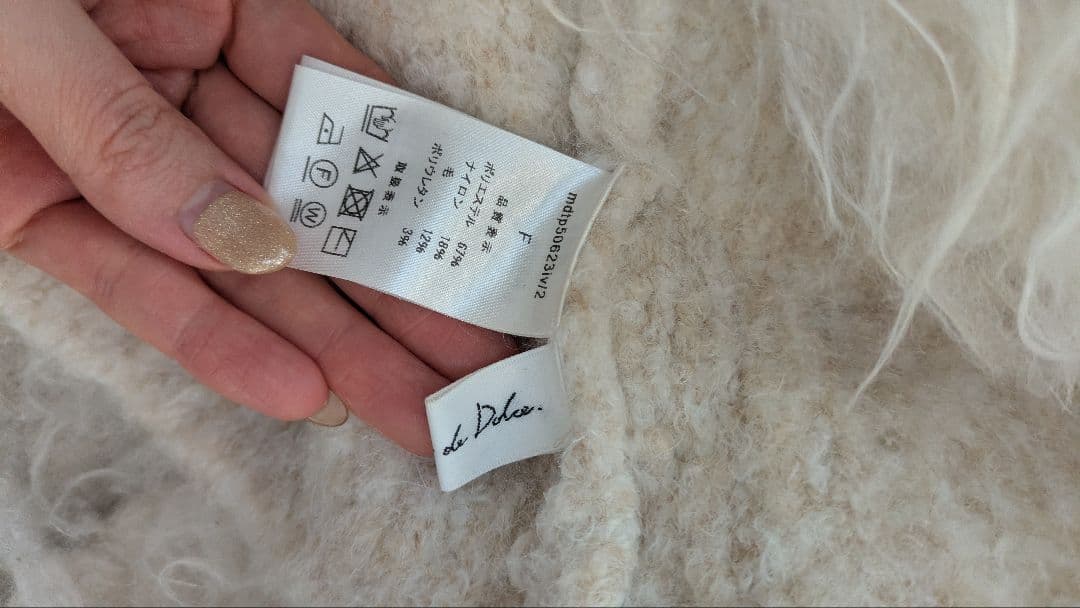 mdtp50623ivl2
F
品質表示
ポリエステル 67%
ナイロン 18%
毛 12%
ポリウレタン 3%
取扱表示
F
W
de Dolce.